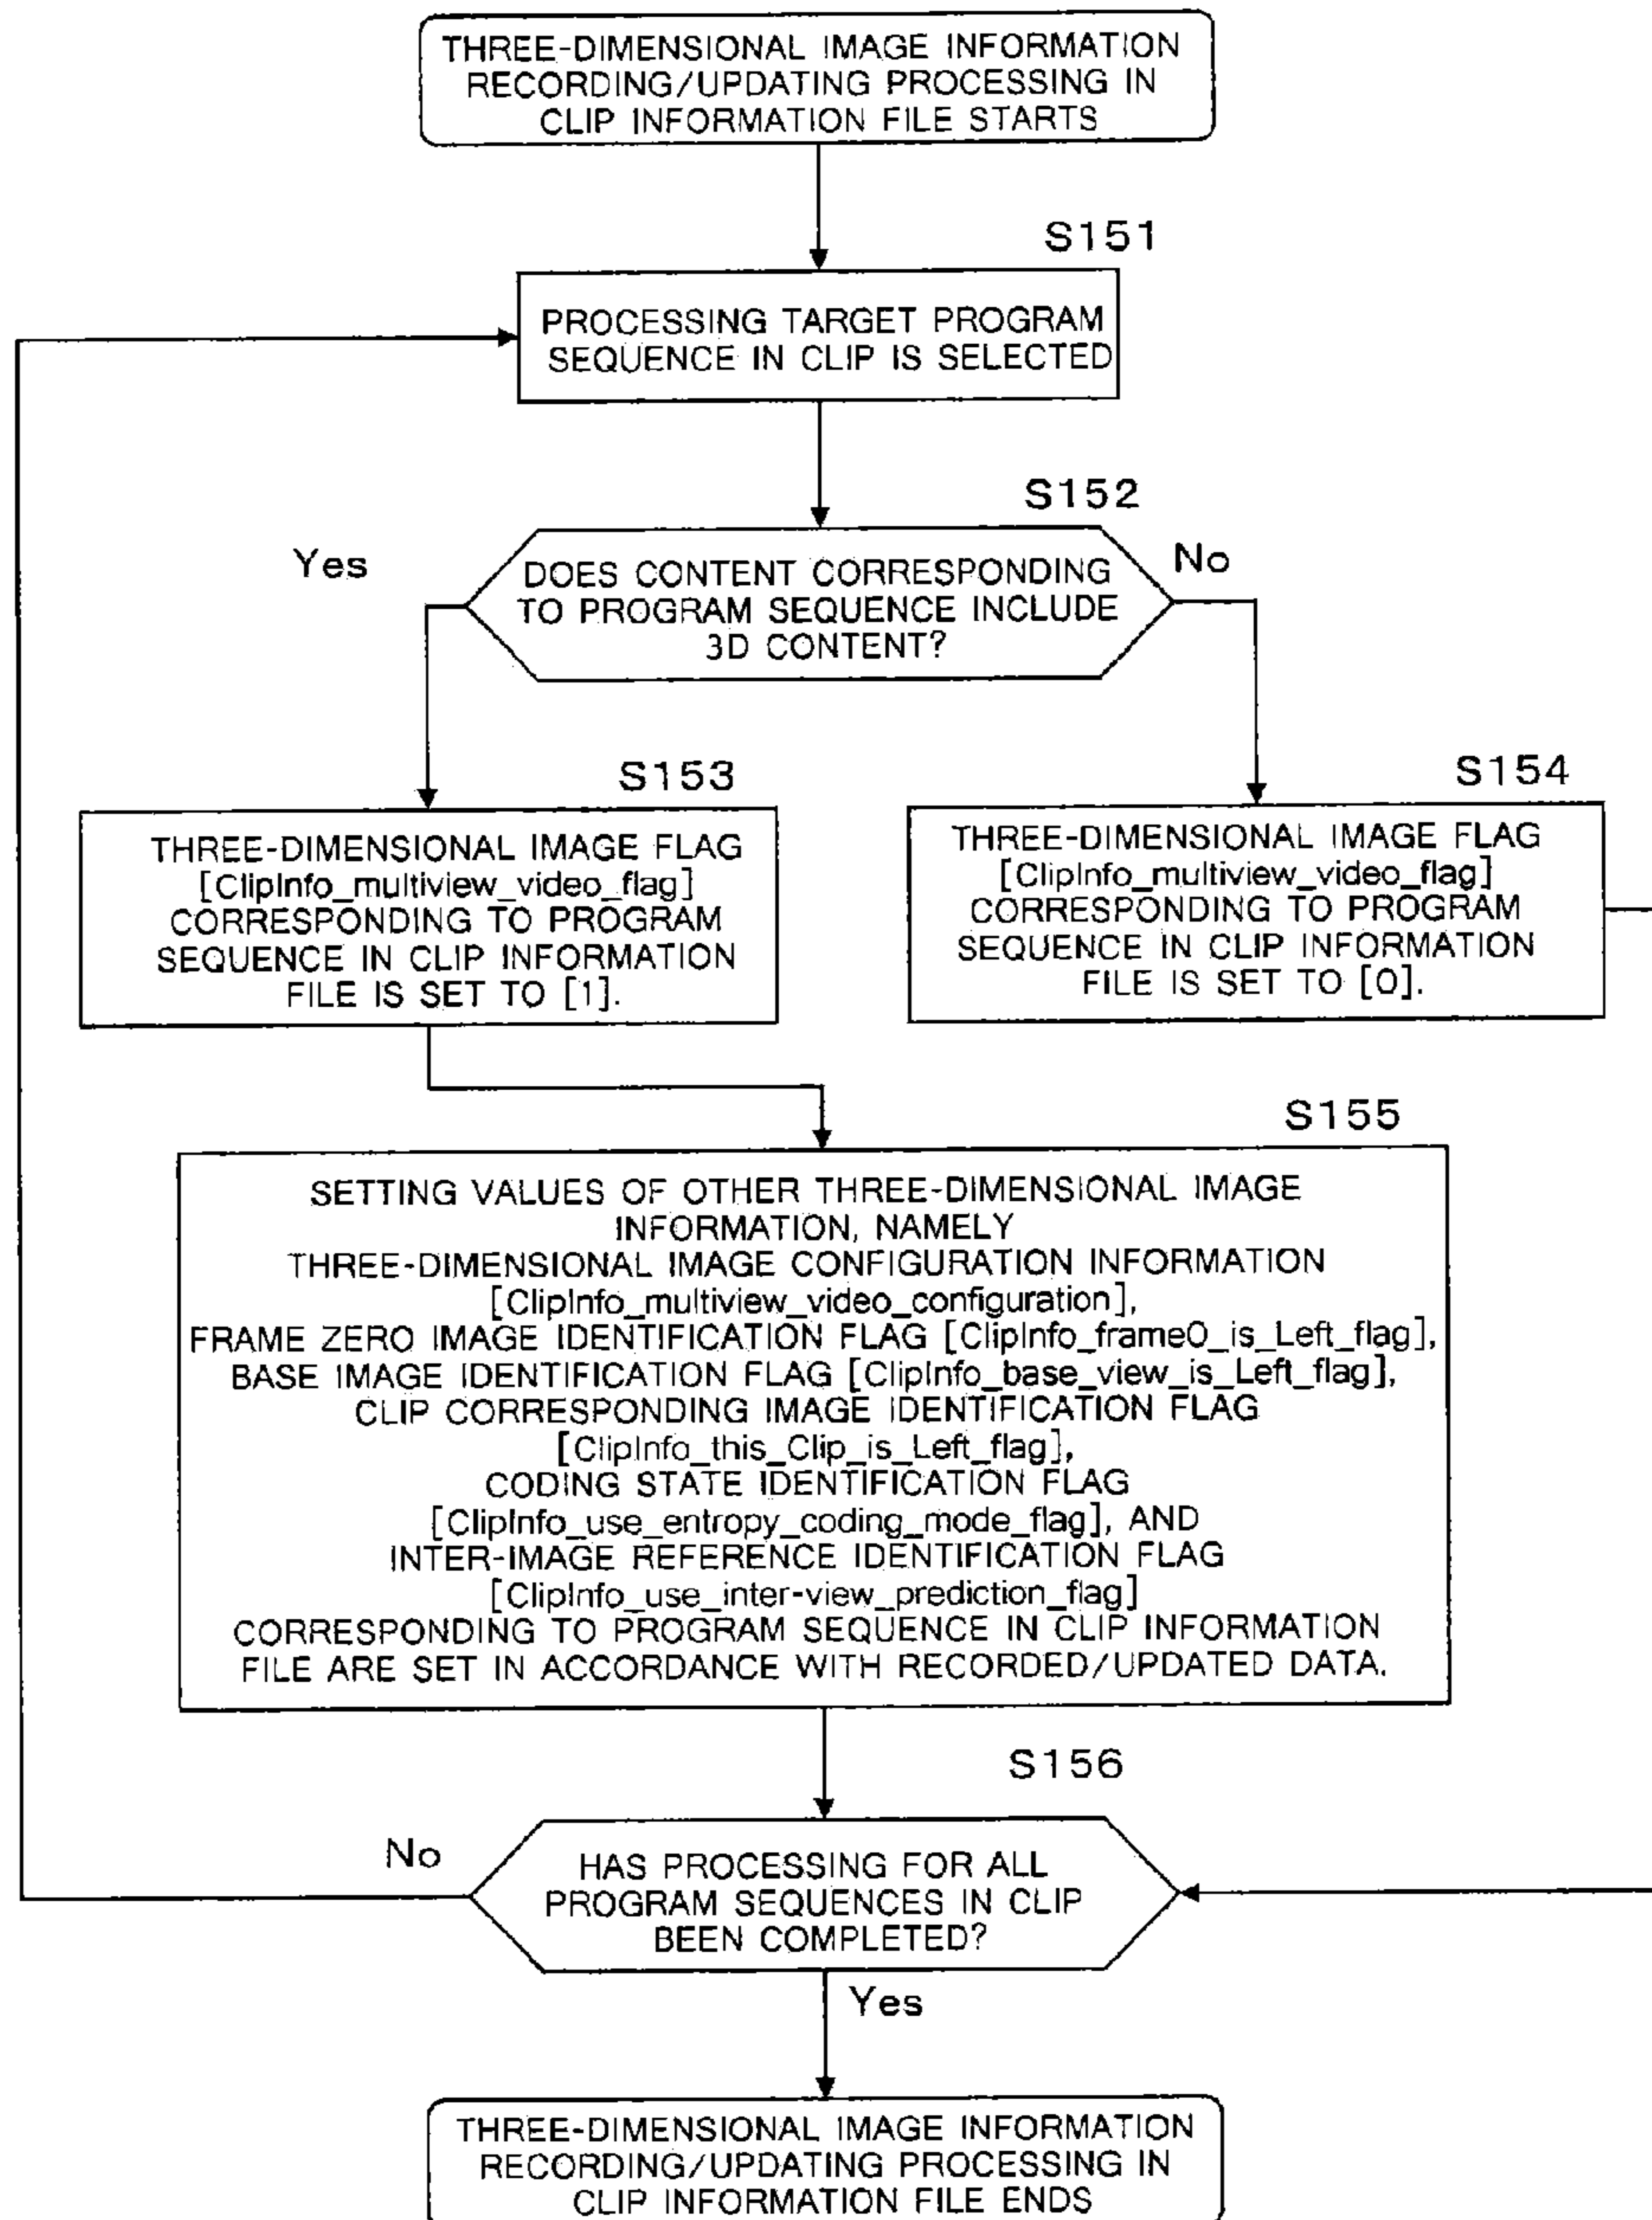 THREE-DIMENSIONAL IMAGE INFORMATION
RECORDING/UPDATING PROCESSING IN
CLIP INFORMATION FILE STARTS
S151
PROCESSING TARGET PROGRAM
SEQUENCE IN CLIP IS SELECTED
S152
Yes
No
DOES CONTENT CORRESPONDING
TO PROGRAM SEQUENCE INCLUDE
3D CONTENT?
S153
THREE-DIMENSIONAL IMAGE FLAG
[ClipInfo_multiview_video_flag]
CORRESPONDING TO PROGRAM
SEQUENCE IN CLIP INFORMATION
FILE IS SET TO [1].
S154
THREE-DIMENSIONAL IMAGE FLAG
[ClipInfo_multiview_video_flag]
CORRESPONDING TO PROGRAM
SEQUENCE IN CLIP INFORMATION
FILE IS SET TO [0].
S155
SETTING VALUES OF OTHER THREE-DIMENSIONAL IMAGE
INFORMATION, NAMELY
THREE-DIMENSIONAL IMAGE CONFIGURATION INFORMATION
[ClipInfo_multiview_video_configuration],
FRAME ZERO IMAGE IDENTIFICATION FLAG [ClipInfo_frame0_is_Left_flag],
BASE IMAGE IDENTIFICATION FLAG [ClipInfo_base_view_is_Left_flag],
CLIP CORRESPONDING IMAGE IDENTIFICATION FLAG
[ClipInfo_this_Clip_is_Left_flag],
CODING STATE IDENTIFICATION FLAG
[ClipInfo_use_entropy_coding_mode_flag], AND
INTER-IMAGE REFERENCE IDENTIFICATION FLAG
[ClipInfo_use_inter-view_prediction_flag]
CORRESPONDING TO PROGRAM SEQUENCE IN CLIP INFORMATION
FILE ARE SET IN ACCORDANCE WITH RECORDED/UPDATED DATA.
S156
No
HAS PROCESSING FOR ALL
PROGRAM SEQUENCES IN CLIP
BEEN COMPLETED?
Yes
THREE-DIMENSIONAL IMAGE INFORMATION
RECORDING/UPDATING PROCESSING IN
CLIP INFORMATION FILE ENDS